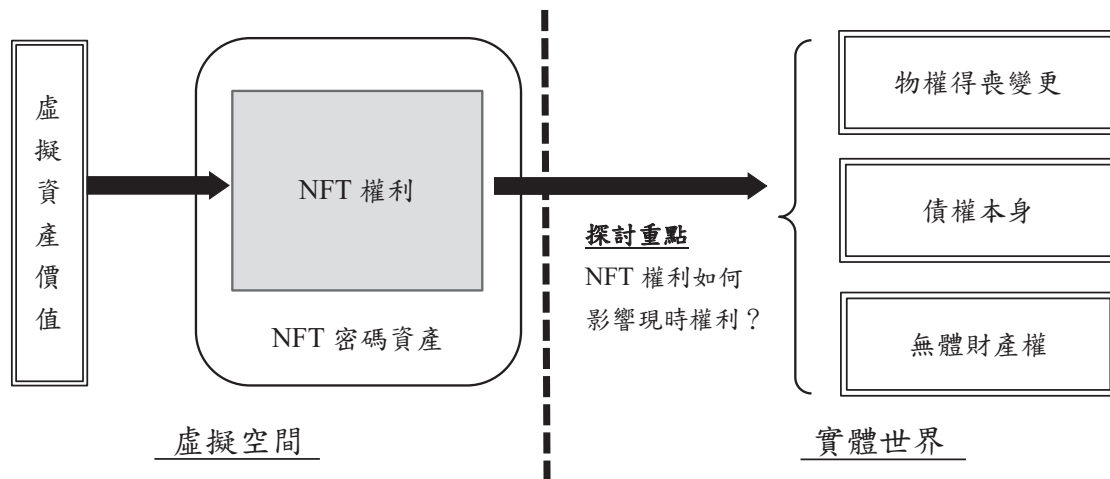 虛擬資產價值
NFT 權利
NFT 密碼資產
虛擬空間
探討重點
NFT 權利如何
影響現時權利？
物權得喪變更
債權本身
無體財產權
實體世界